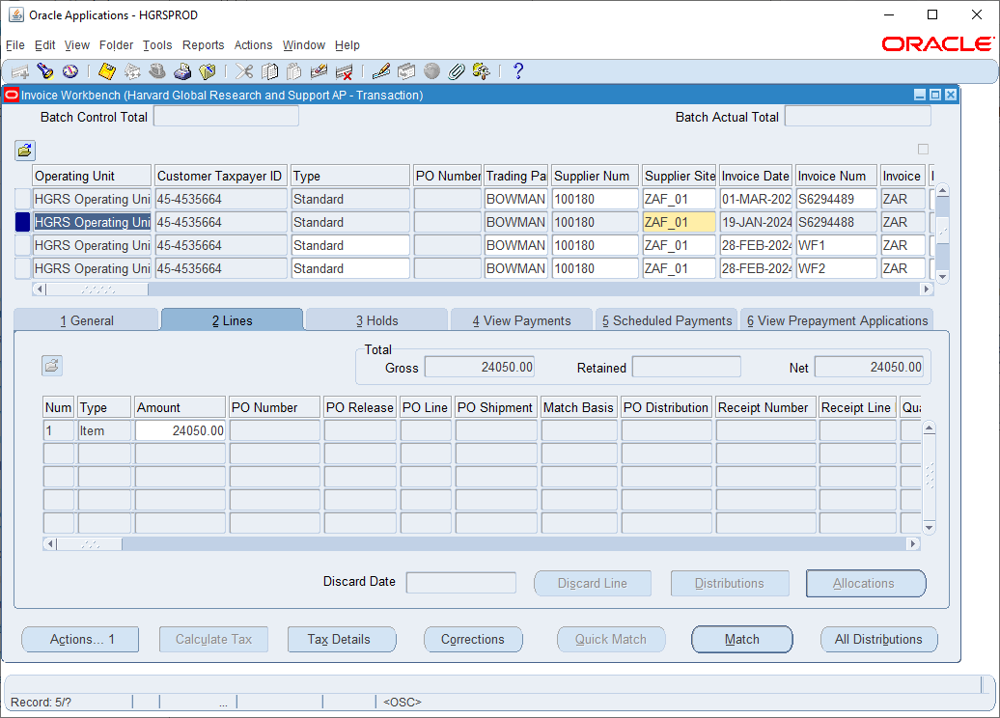 Oracle Applications - HGRSPROD
File Edit View Folder Tools Reports Actions Window Help
ORACLE
Invoice Workbench (Harvard Global Research and Support AP - Transaction)
Batch Control Total Batch Actual Total
Operating Unit Customer Taxpayer ID Type PO Number Trading Pa Supplier Num Supplier Site Invoice Date Invoice Num Invoice
HGRS Operating Uni 45-4535664 Standard BOWMAN 100180 ZAF_01 01-MAR-202 S6294489 ZAR
HGRS Operating Uni 45-4535664 Standard BOWMAN 100180 ZAF_01 19-JAN-2024 S6294488 ZAR
HGRS Operating Uni 45-4535664 Standard BOWMAN 100180 ZAF_01 28-FEB-2024 WF1 ZAR
HGRS Operating Uni 45-4535664 Standard BOWMAN 100180 ZAF_01 28-FEB-2024 WF2 ZAR
1 General 2 Lines 3 Holds 4 View Payments 5 Scheduled Payments 6 View Prepayment Applications
Total
Gross 24050.00 Retained Net 24050.00
Num Type Amount PO Number PO Release PO Line PO Shipment Match Basis PO Distribution Receipt Number Receipt Line Qua
1 Item 24050.00
Discard Date Discard Line Distributions Allocations
Actions... 1 Calculate Tax Tax Details Corrections Quick Match Match All Distributions
Record: 5/? ... <OSC>